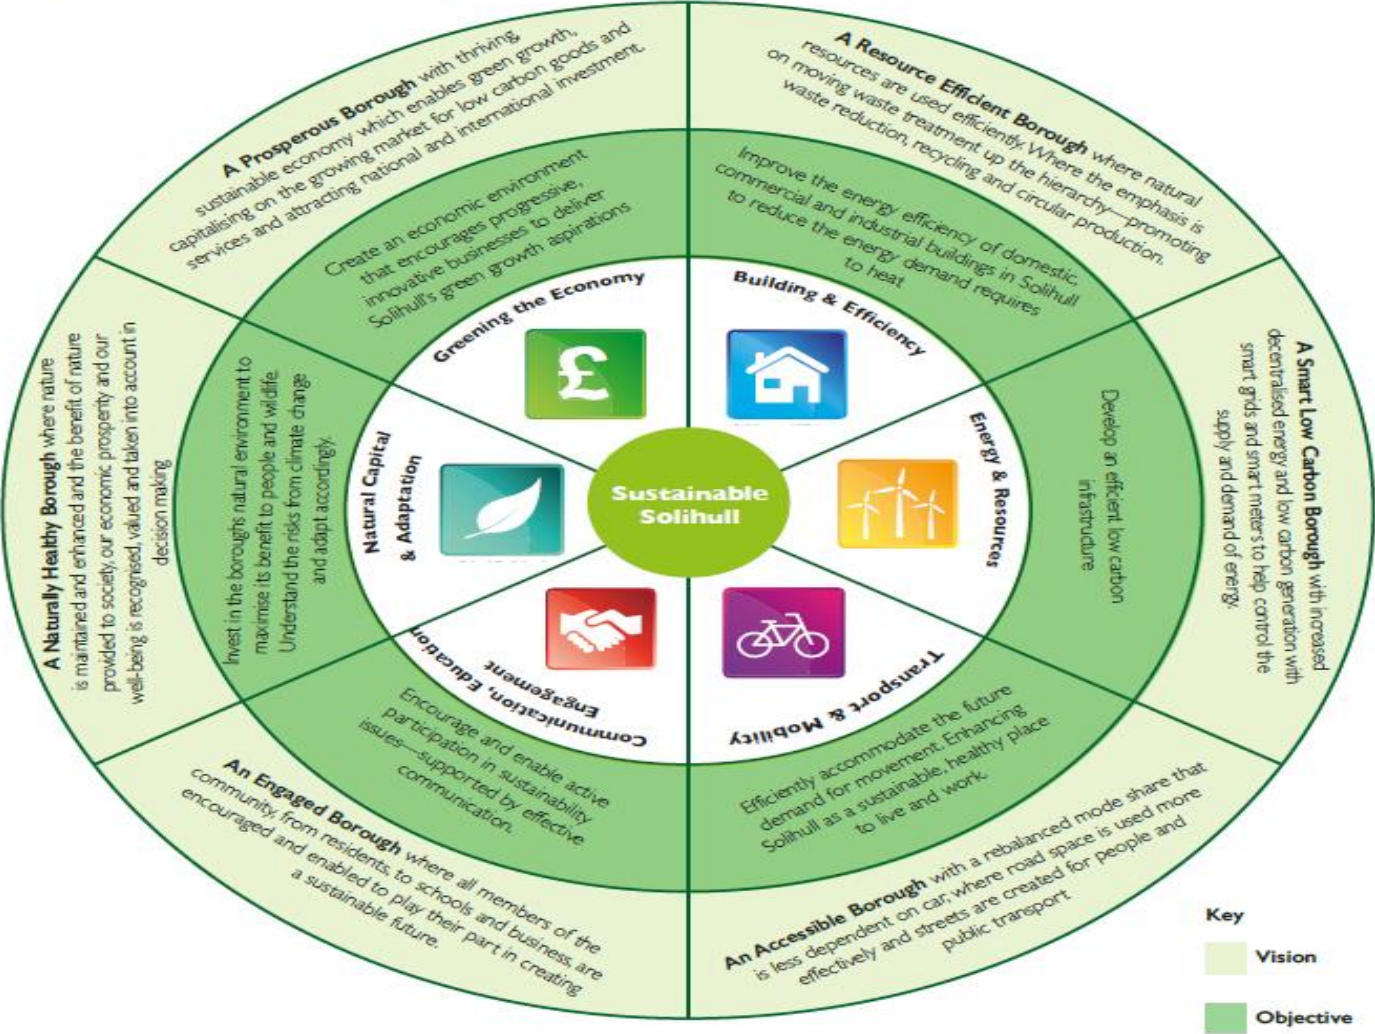 A Prosperous Borough with thriving,
sustainable economy which enables green growth,
capitalising on the growing market for low carbon goods and
services and attracting national and international investment.
A Resource Efficient Borough where natural
resources are used efficiently. Where the emphasis is
on moving waste treatment up the hierarchy—promoting
waste reduction, recycling and circular production.
Create an economic environment
that encourages progressive,
innovative businesses to deliver
Solihull's green growth aspirations
Improve the energy efficiency of domestic,
commercial and industrial buildings in Solihull
to reduce the energy demand requires
to heat
Greening the Economy
Building & Efficiency
£
A Naturally Healthy Borough where nature
is maintained and enhanced and the benefit of nature
provided to society, our economic prosperity and our
well-being is recognised, valued and taken into account in
decision making
Invest in the boroughs natural environment to
maximise its benefit to people and wildlife.
Understand the risks from climate change
and adapt accordingly.
Natural Capital
& Adaptation
Sustainable
Solihull
Energy & Resources
Develop an efficient low carbon
infrastructure
A Smart Low Carbon Borough with increased
decentralised energy and low carbon generation with
smart grids and smart meters to help control the
supply and demand of energy.
Communication, Education
Engagement
Transport & Mobility
Encourage and enable active
participation in sustainability
issues—supported by effective
communication.
Efficiently accommodate the future
demand for movement. Enhancing
Solihull as a sustainable, healthy place
to live and work.
An Engaged Borough where all members of the
community, from residents, to schools and business, are
encouraged and enabled to play their part in creating
a sustainable future.
An Accessible Borough with a rebalanced mode share that
is less dependent on car, where road space is used more
effectively and streets are created for people and
public transport
Key
Vision
Objective